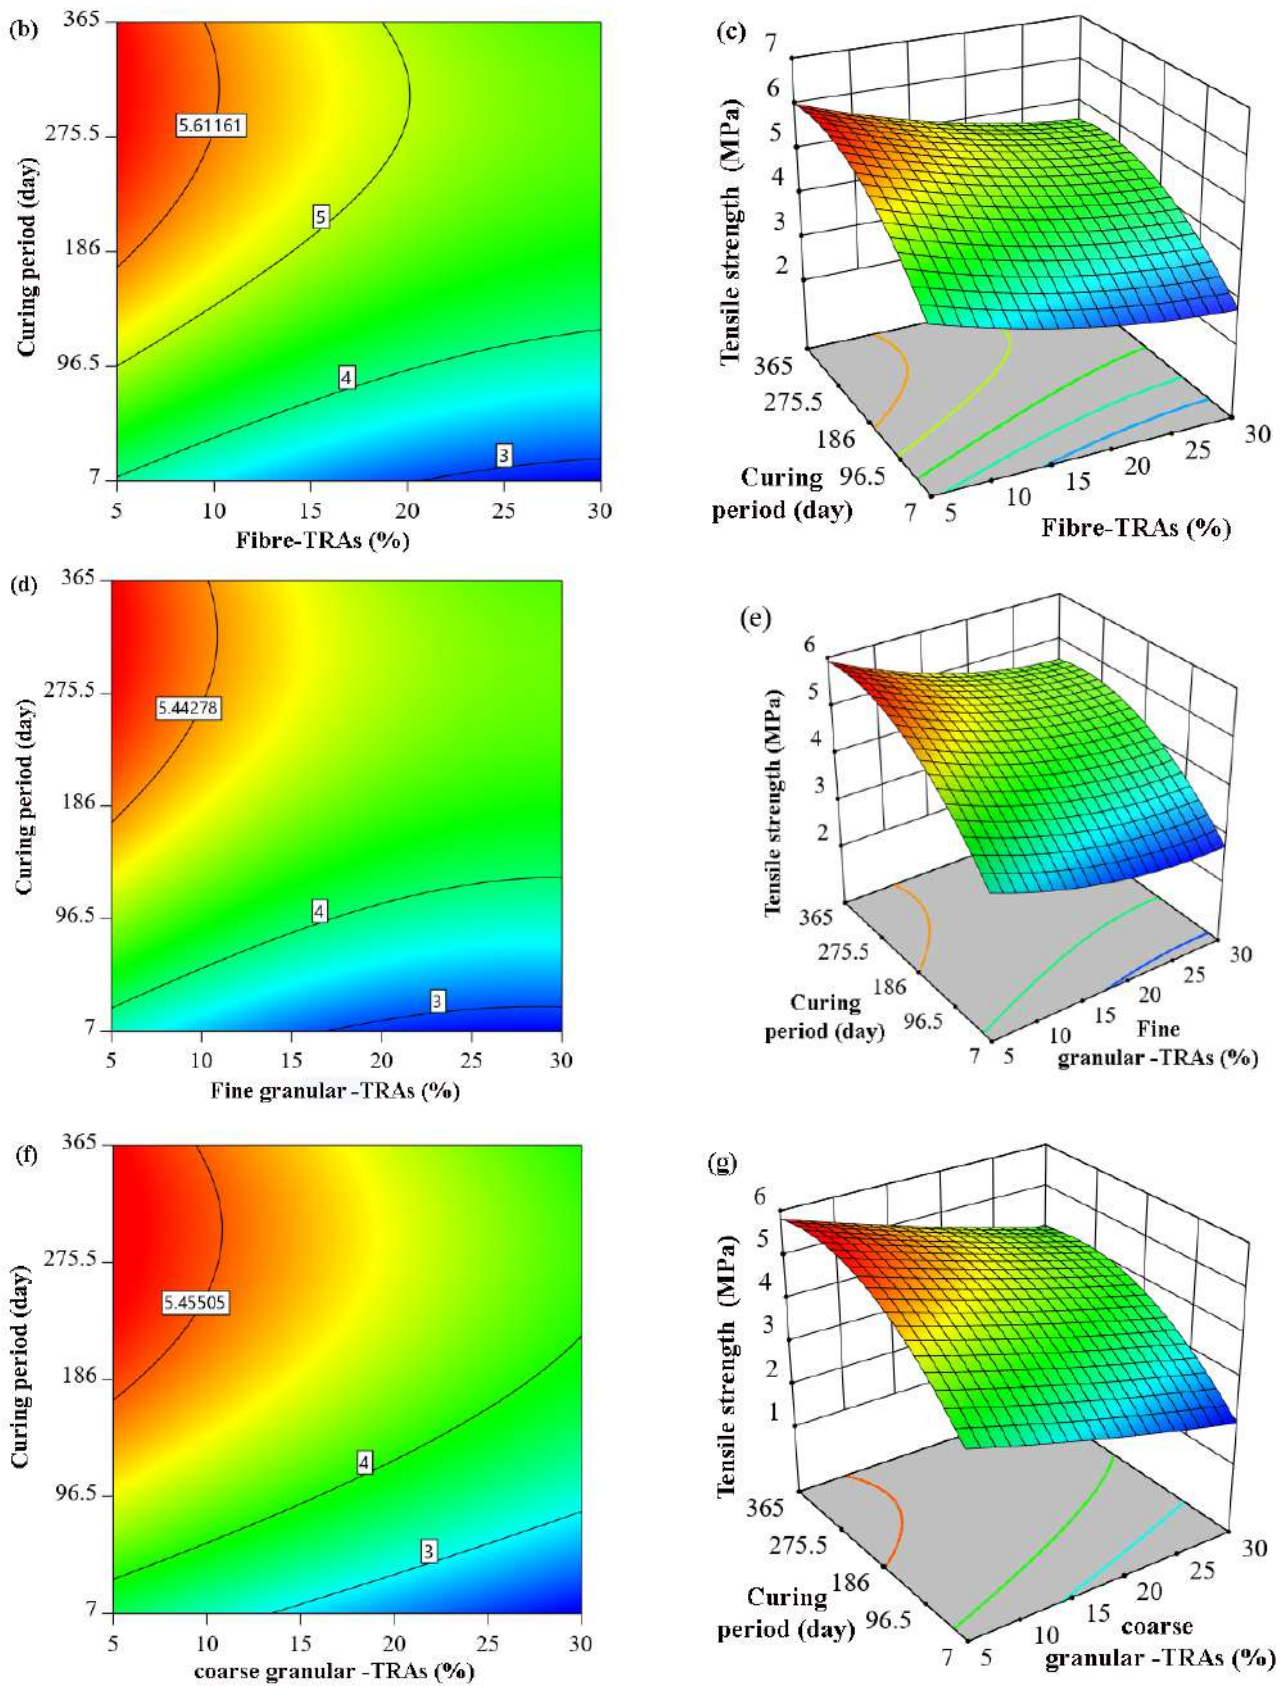 (b)
365
275.5
186
96.5
7
Curing period (day)
5.61161
5
4
3
5 10 15 20 25 30
Fibre-TRAs (%)
(c)
7
6
5
4
3
2
Tensile strength (MPa)
365
275.5
186
96.5
7
Curing
period (day)
5 10 15 20 25 30
Fibre-TRAs (%)
(d)
365
275.5
186
96.5
7
Curing period (day)
5.44278
4
3
5 10 15 20 25 30
Fine granular -TRAs (%)
(e)
6
5
4
3
2
Tensile strength (MPa)
365
275.5
186
96.5
7
Curing
period (day)
5 10 15 20 25 30
Fine
granular -TRAs (%)
(f)
365
275.5
186
96.5
7
Curing period (day)
5.45505
4
3
5 10 15 20 25 30
coarse granular -TRAs (%)
(g)
6
5
4
3
2
1
Tensile strength (MPa)
365
275.5
186
96.5
7
Curing
period (day)
5 10 15 20 25 30
coarse
granular -TRAs (%)